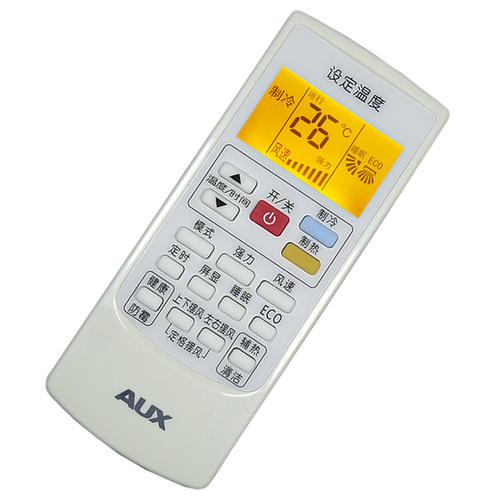 设定温度
制冷
运行
26 ℃
风速
强力
睡眠 ECO
温度/时间
开/关
制冷
制热
模式
强力
风速
定时
屏显
睡眠
ECO
健康
防霉
上下摆风
左右摆风
定格摆风
辅热
清洁
AUX